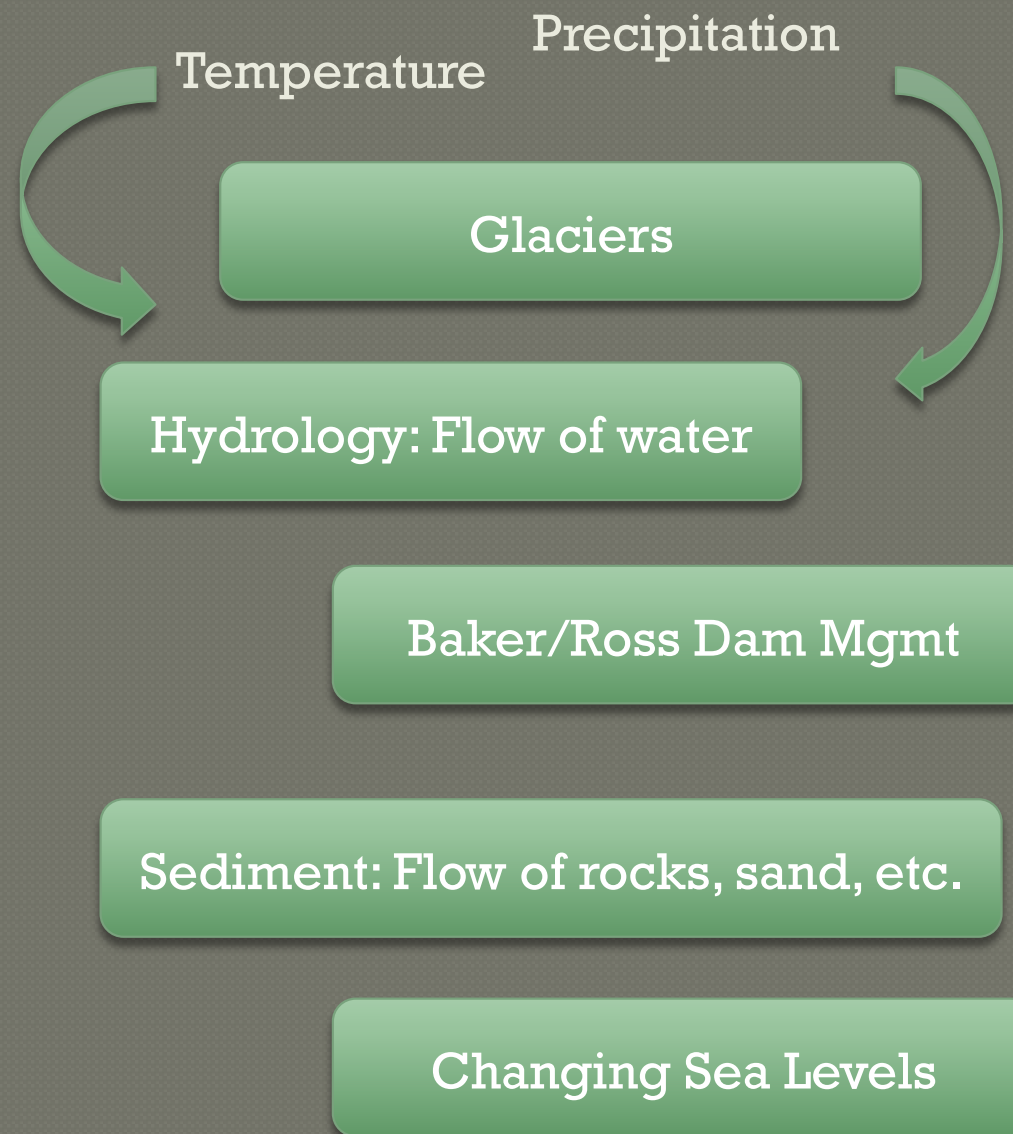 Temperature
Precipitation
Glaciers
Hydrology: Flow of water
Baker/Ross Dam Mgmt
Sediment: Flow of rocks, sand, etc.
Changing Sea Levels